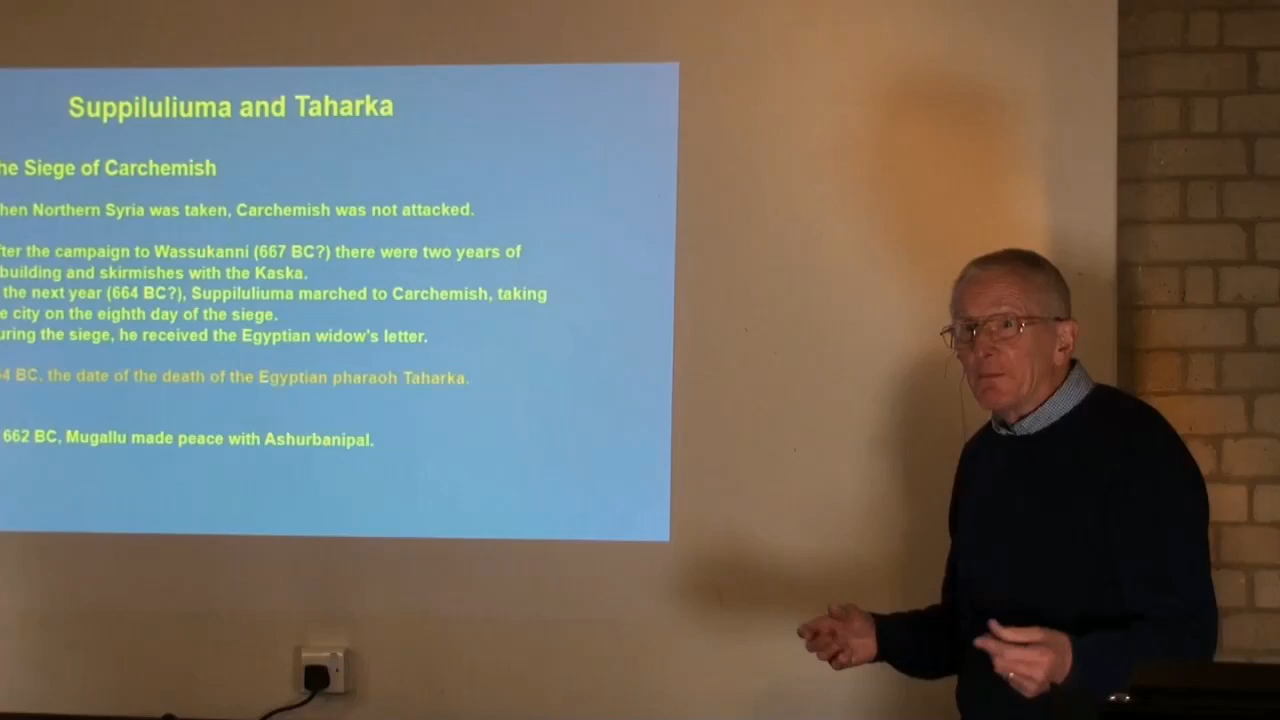 Suppiluliuma and Taharka
he Siege of Carchemish
hen Northern Syria was taken, Carchemish was not attacked.
fter the campaign to Wassukanni (667 BC?) there were two years of
building and skirmishes with the Kaska.
the next year (664 BC?), Suppiluliuma marched to Carchemish, taking
e city on the eighth day of the siege.
uring the siege, he received the Egyptian widow's letter.
4 BC, the date of the death of the Egyptian pharaoh Taharka.
662 BC, Mugallu made peace with Ashurbanipal.